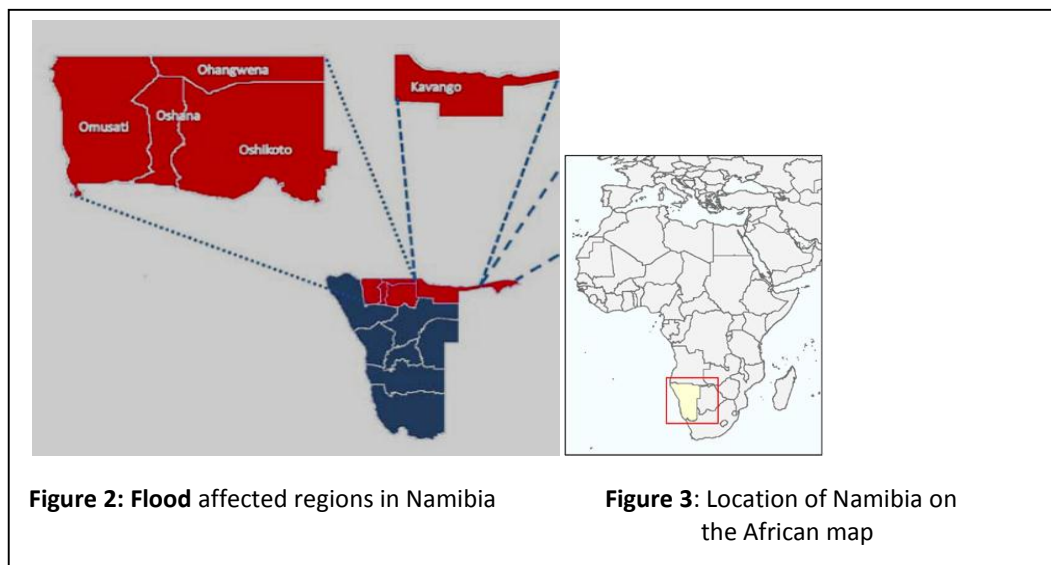 Ohangwena
Kavango
Omusati
Oshana
Oshikoto
Figure 2: Flood affected regions in Namibia
Figure 3: Location of Namibia on
the African map